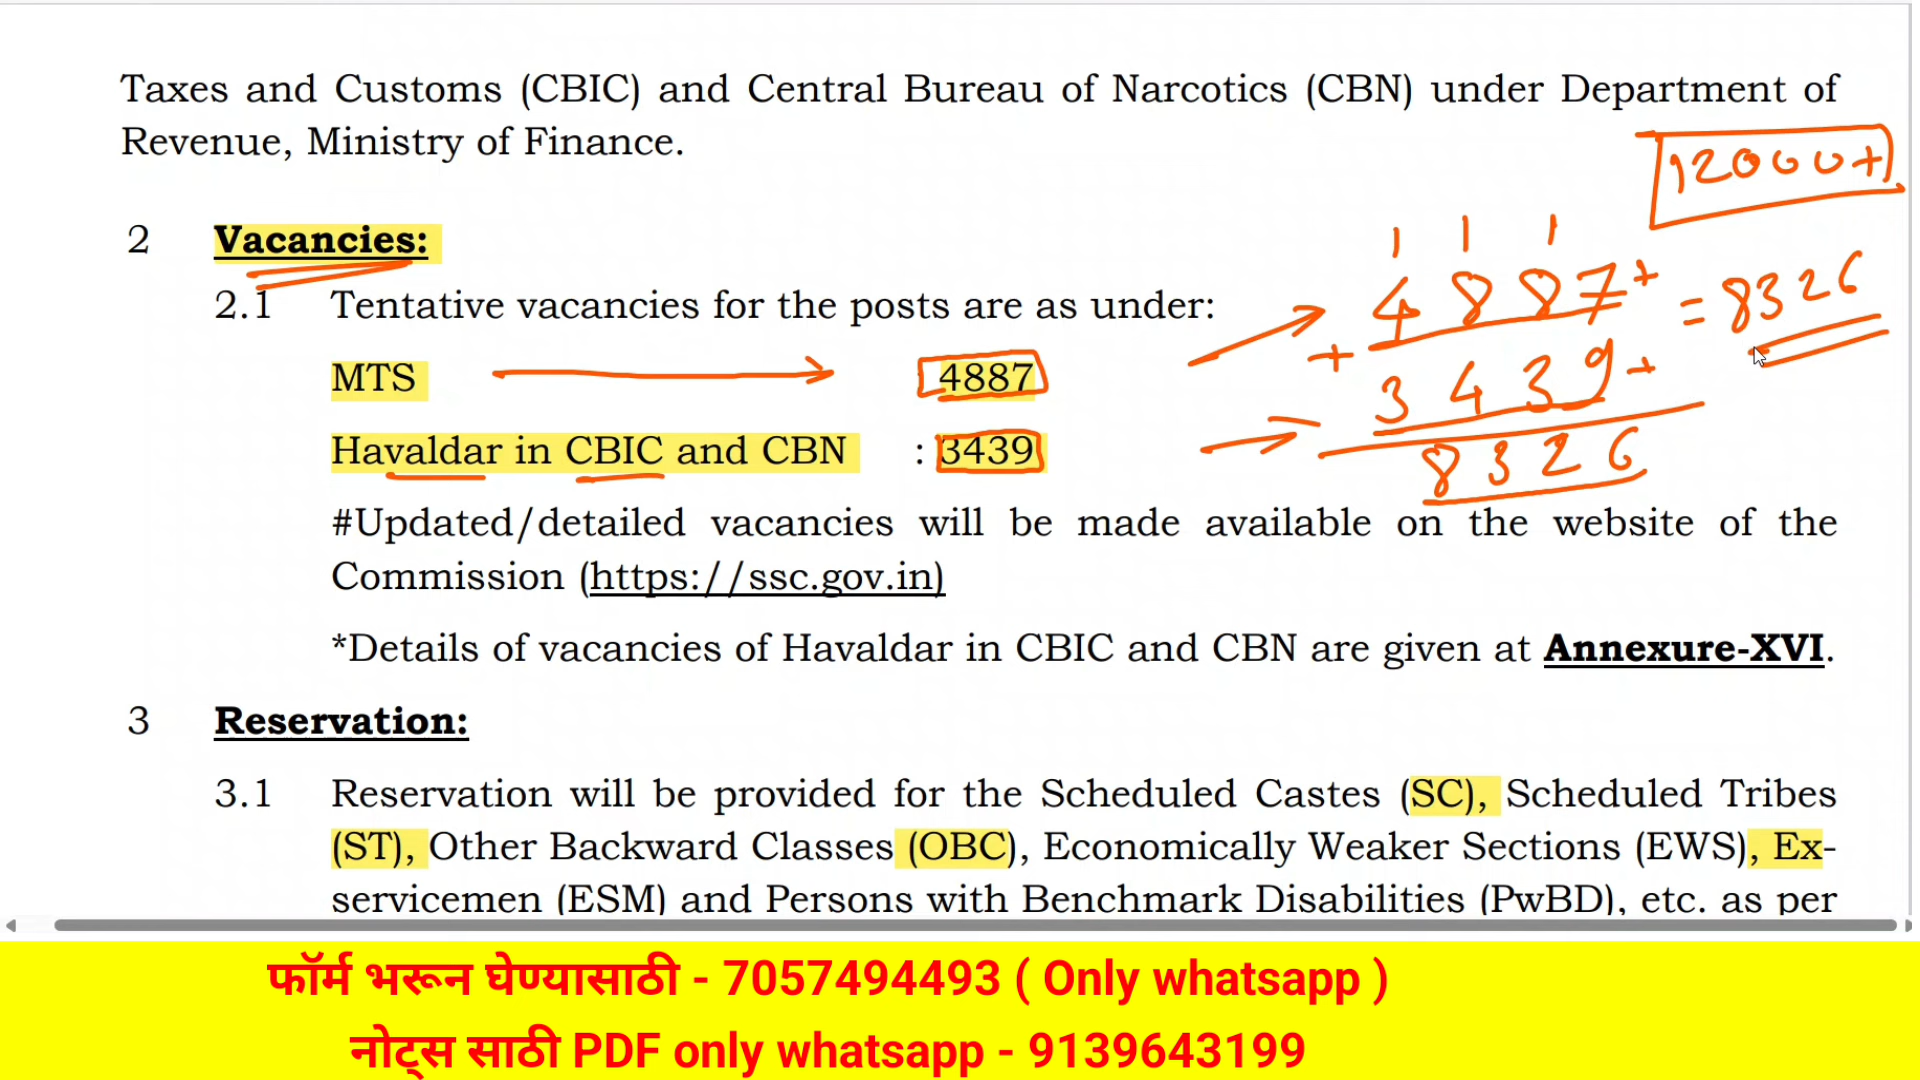 Taxes and Customs (CBIC) and Central Bureau of Narcotics (CBN) under Department of
Revenue, Ministry of Finance.
12000+
2 Vacancies:
1 1 1
4887+ = 8326
2.1 Tentative vacancies for the posts are as under:
MTS 4887
+ 3439+
Havaldar in CBIC and CBN : 3439
8326
#Updated/detailed vacancies will be made available on the website of the
Commission (https://ssc.gov.in)
*Details of vacancies of Havaldar in CBIC and CBN are given at Annexure-XVI.
3 Reservation:
3.1 Reservation will be provided for the Scheduled Castes (SC), Scheduled Tribes
(ST), Other Backward Classes (OBC), Economically Weaker Sections (EWS), Ex-
servicemen (ESM) and Persons with Benchmark Disabilities (PwBD), etc. as per
फॉर्म भरून घेण्यासाठी - 7057494493 ( Only whatsapp )
नोट्स साठी PDF only whatsapp - 9139643199